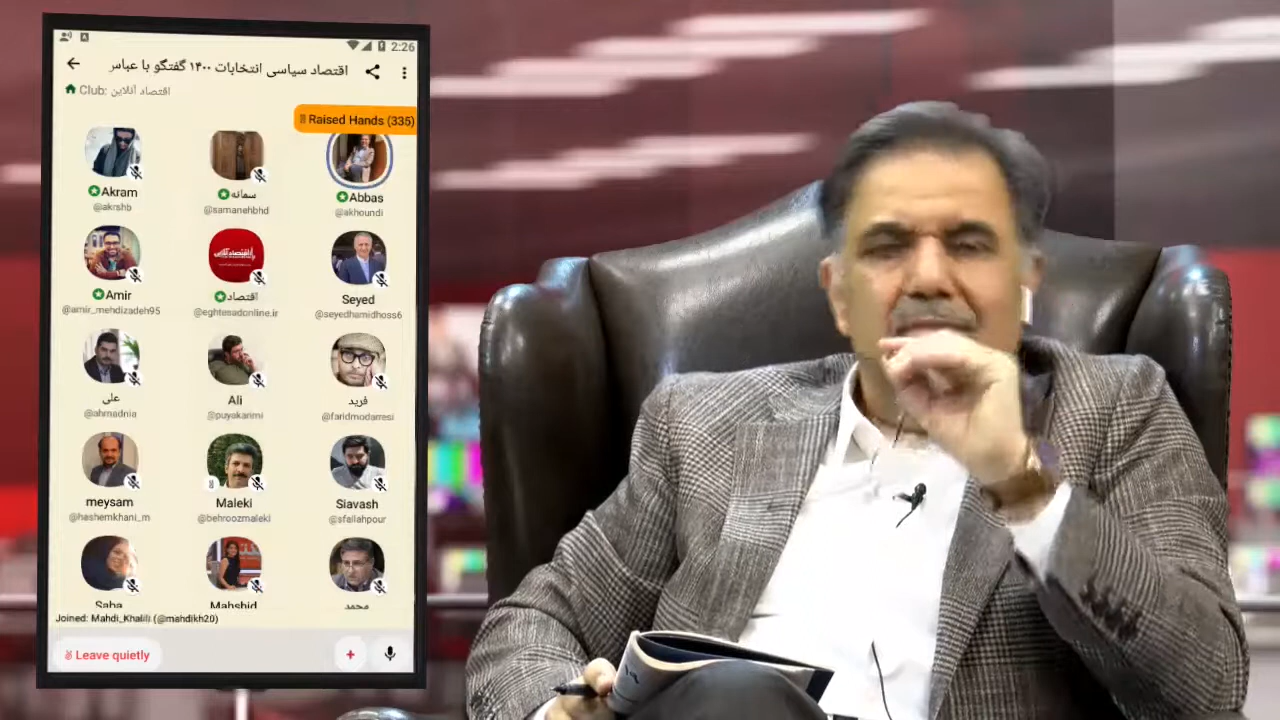 2:26
اقتصاد سیاسی انتخابات ۱۴۰۰ گفتگو با عباس
Club: اقتصاد آنلاین
Raised Hands (335)
Akram
سمانه
Abbas
@akrshb
@samanehbhd
@akhoundi
Amir
اقتصاد
Seyed
@amir_mehdizadeh95
@eghtesadonline.ir
@seyedhamidhoss6
علی
Ali
فرید
@ahmadnia
@puyakarimi
@faridmodarresi
meysam
Maleki
Siavash
@hashemkhani_m
@behroozmaleki
@sfallahpour
Saba
Mahshid
محمد
Joined: Mahdi_Khalili (@mahdikh20)
Leave quietly